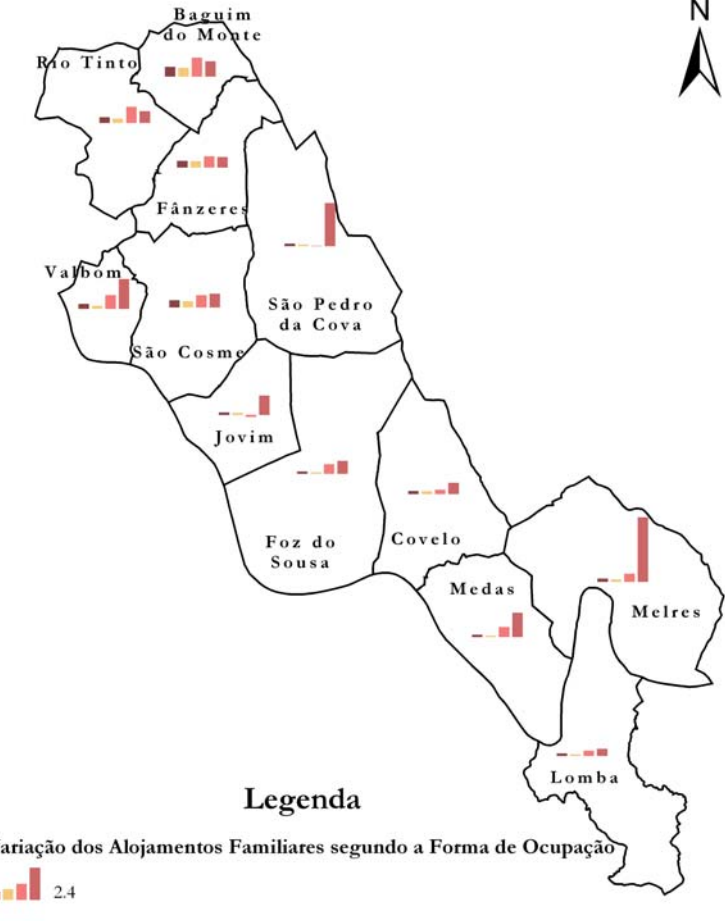 N
Baguim
do Monte
Rio Tinto
Fânzeres
Valbom
São Pedro
da Cova
São Cosme
Jovim
Foz do
Sousa
Covelo
Medas
Melres
Lomba
Legenda
ariação dos Alojamentos Familiares segundo a Forma de Ocupação
2.4